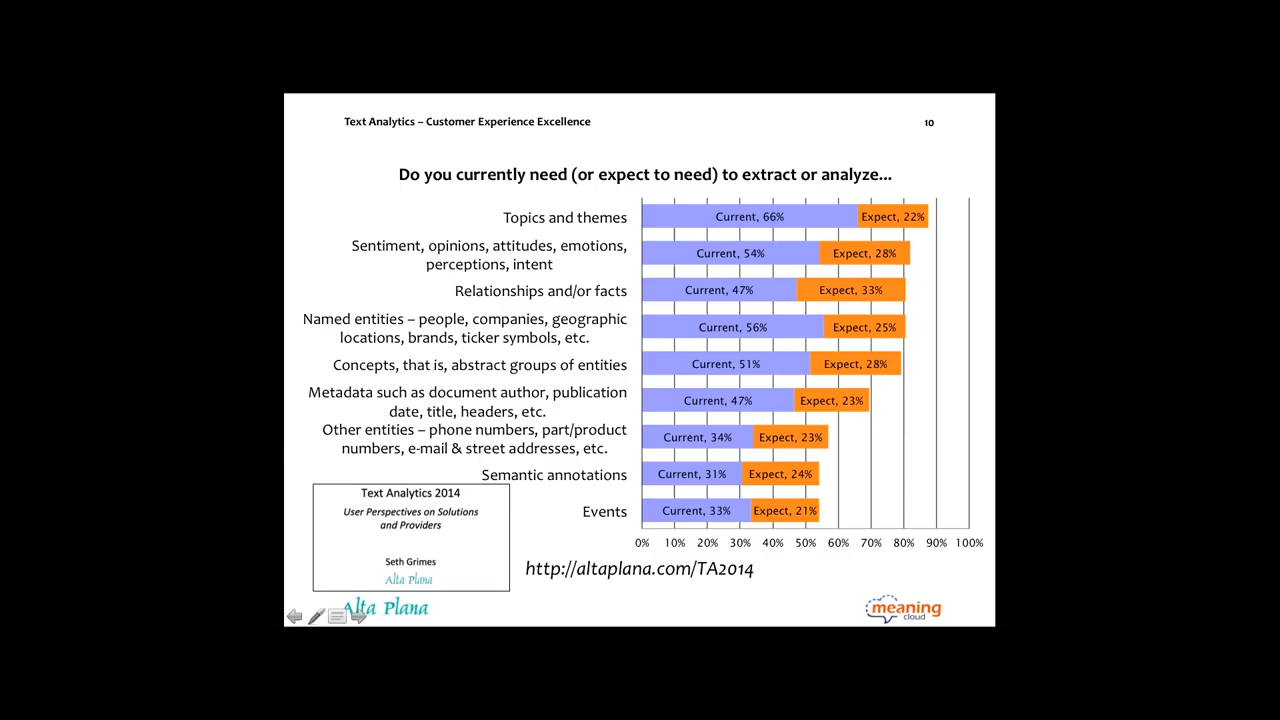 Text Analytics – Customer Experience Excellence
10
Do you currently need (or expect to need) to extract or analyze...
Topics and themes
Current, 66%
Expect, 22%
Sentiment, opinions, attitudes, emotions,
perceptions, intent
Current, 54%
Expect, 28%
Relationships and/or facts
Current, 47%
Expect, 33%
Named entities – people, companies, geographic
locations, brands, ticker symbols, etc.
Current, 56%
Expect, 25%
Concepts, that is, abstract groups of entities
Current, 51%
Expect, 28%
Metadata such as document author, publication
date, title, headers, etc.
Current, 47%
Expect, 23%
Other entities – phone numbers, part/product
numbers, e-mail & street addresses, etc.
Current, 34%
Expect, 23%
Semantic annotations
Current, 31%
Expect, 24%
Events
Current, 33%
Expect, 21%
0% 10% 20% 30% 40% 50% 60% 70% 80% 90% 100%
Text Analytics 2014
User Perspectives on Solutions
and Providers
Seth Grimes
Alta Plana
http://altaplana.com/TA2014
Alta Plana
meaning
cloud